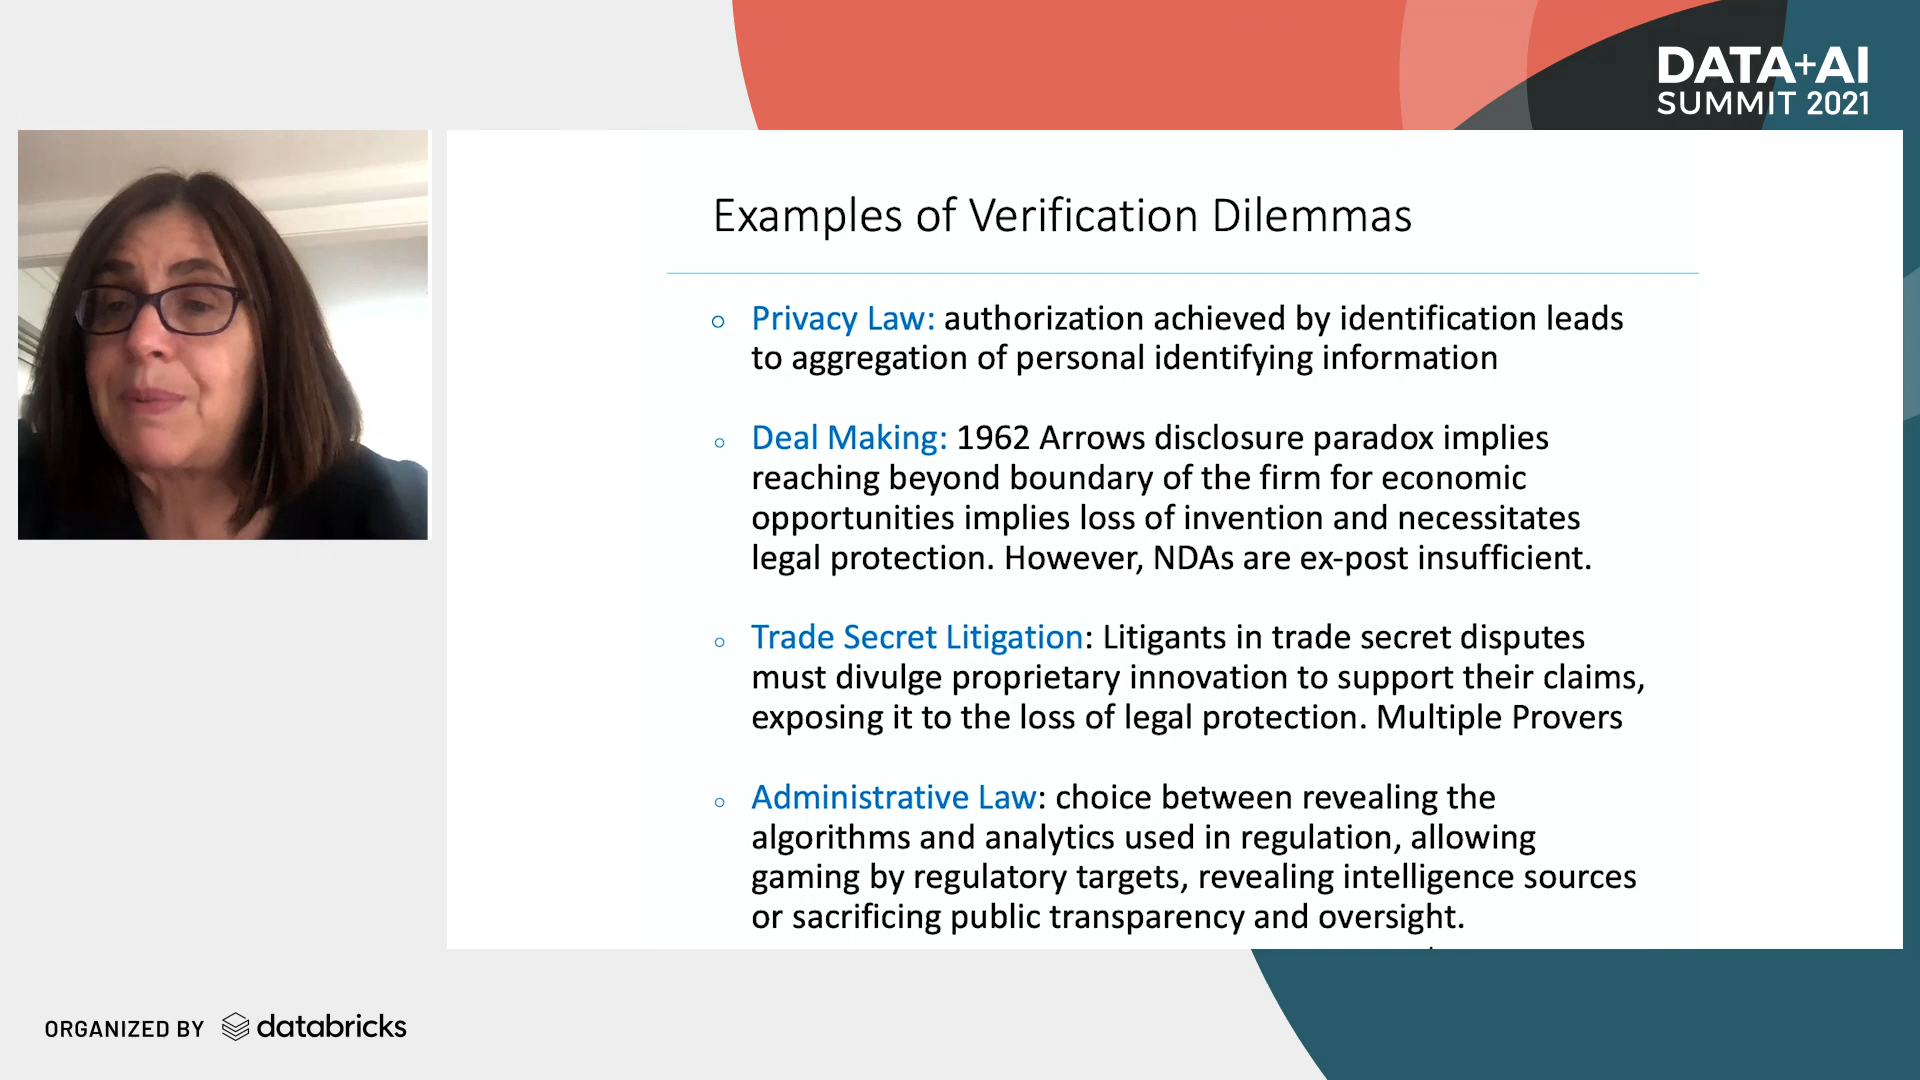 DATA+AI
SUMMIT 2021
Examples of Verification Dilemmas
Privacy Law: authorization achieved by identification leads
to aggregation of personal identifying information
Deal Making: 1962 Arrows disclosure paradox implies
reaching beyond boundary of the firm for economic
opportunities implies loss of invention and necessitates
legal protection. However, NDAs are ex-post insufficient.
Trade Secret Litigation: Litigants in trade secret disputes
must divulge proprietary innovation to support their claims,
exposing it to the loss of legal protection. Multiple Provers
Administrative Law: choice between revealing the
algorithms and analytics used in regulation, allowing
gaming by regulatory targets, revealing intelligence sources
or sacrificing public transparency and oversight.
ORGANIZED BY databricks